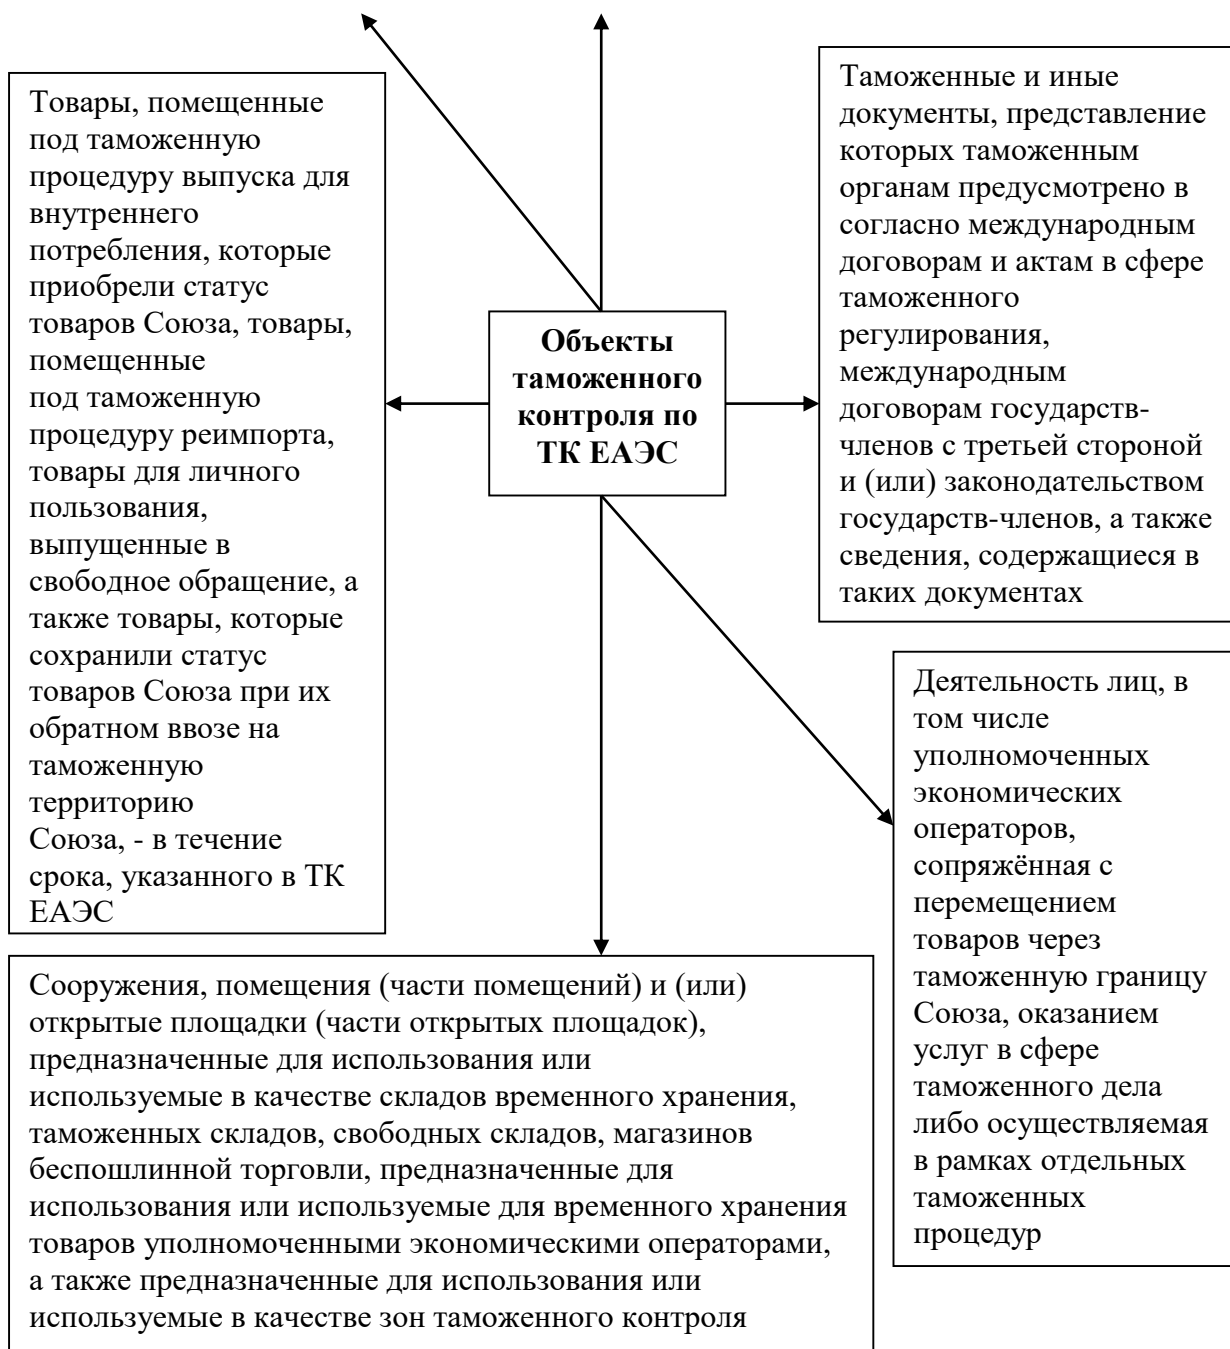 Товары, помещенные
под таможенную
процедуру выпуска для
внутреннего
потребления, которые
приобрели статус
товаров Союза, товары,
помещенные
под таможенную
процедуру реимпорта,
товары для личного
пользования,
выпущенные в
свободное обращение, а
также товары, которые
сохранили статус
товаров Союза при их
обратном ввозе на
таможенную
территорию
Союза, - в течение
срока, указанного в ТК
ЕАЭС
Объекты
таможенного
контроля по
ТК ЕАЭС
Таможенные и иные
документы, представление
которых таможенным
органам предусмотрено в
согласно международным
договорам и актам в сфере
таможенного
регулирования,
международным
договорам государств-
членов с третьей стороной
и (или) законодательством
государств-членов, а также
сведения, содержащиеся в
таких документах
Деятельность лиц, в
том числе
уполномоченных
экономических
операторов,
сопряжённая с
перемещением
товаров через
таможенную границу
Союза, оказанием
услуг в сфере
таможенного дела
либо осуществляемая
в рамках отдельных
таможенных
процедур
Сооружения, помещения (части помещений) и (или)
открытые площадки (части открытых площадок),
предназначенные для использования или
используемые в качестве складов временного хранения,
таможенных складов, свободных складов, магазинов
беспошлинной торговли, предназначенные для
использования или используемые для временного хранения
товаров уполномоченными экономическими операторами,
а также предназначенные для использования или
используемые в качестве зон таможенного контроля